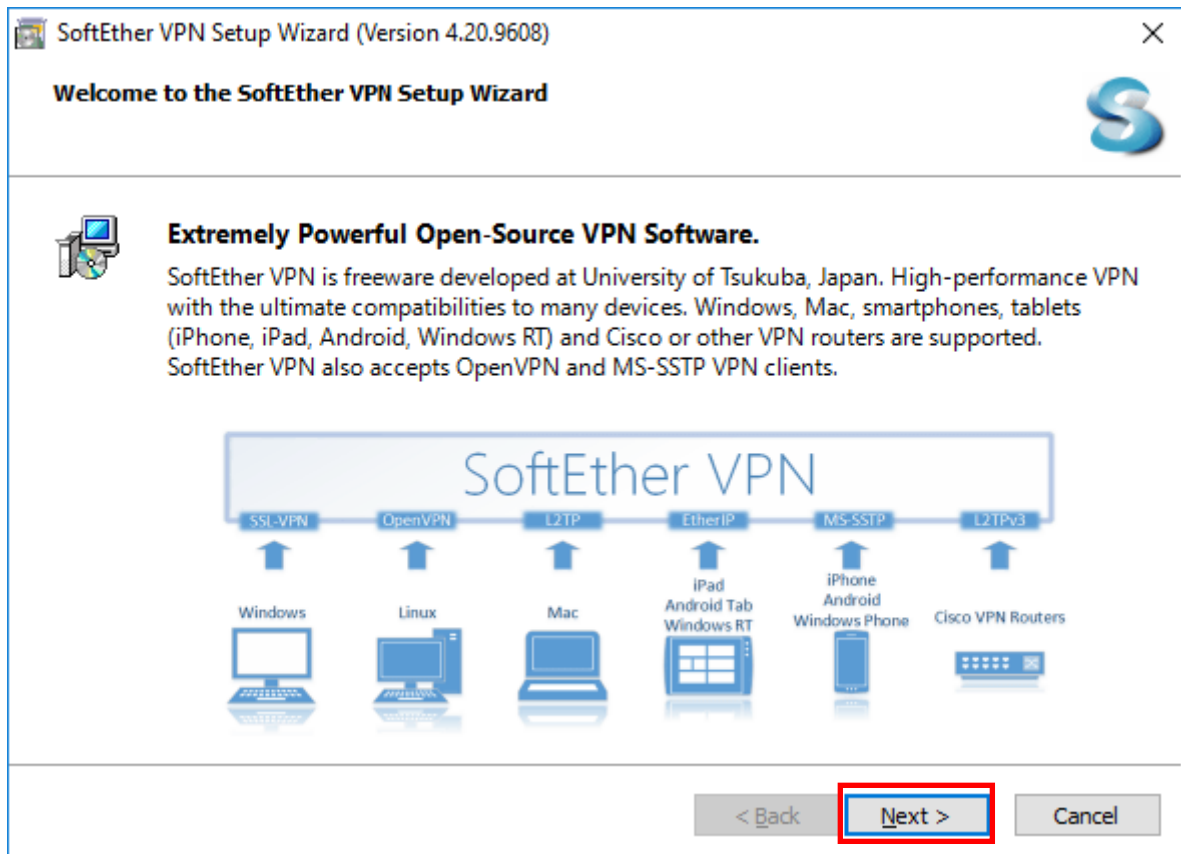 SoftEther VPN Setup Wizard (Version 4.20.9608)
Welcome to the SoftEther VPN Setup Wizard
Extremely Powerful Open-Source VPN Software.
SoftEther VPN is freeware developed at University of Tsukuba, Japan. High-performance VPN
with the ultimate compatibilities to many devices. Windows, Mac, smartphones, tablets
(iPhone, iPad, Android, Windows RT) and Cisco or other VPN routers are supported.
SoftEther VPN also accepts OpenVPN and MS-SSTP VPN clients.
SoftEther VPN
SSL-VPN OpenVPN L2TP EtherIP MS-SSTP L2TPv3
Windows
Linux
Mac
iPad
Android Tab
Windows RT
iPhone
Android
Windows Phone
Cisco VPN Routers
< Back Next > Cancel